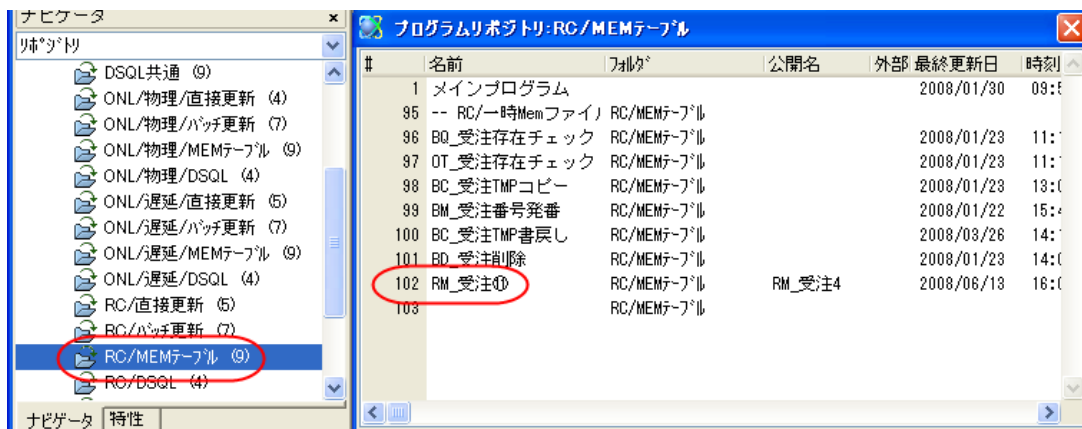 ナビゲータ
リポジトリ
DSQL共通 (9)
ONL/物理/直接更新 (4)
ONL/物理/バッチ更新 (7)
ONL/物理/MEMテーブル (9)
ONL/物理/DSQL (4)
ONL/遅延/直接更新 (5)
ONL/遅延/バッチ更新 (7)
ONL/遅延/MEMテーブル (9)
ONL/遅延/DSQL (4)
RC/直接更新 (5)
RC/バッチ更新 (7)
RC/MEMテーブル (9)
RC/DSQL (4)
ナビゲータ 特性
プログラムリポジトリ:RC/MEMテーブル
# 名前 フォルダ 公開名 外部 最終更新日 時刻
1 メインプログラム 2008/01/30
95 -- RC/一時Memファイル RC/MEMテーブル
96 BQ_受注存在チェック RC/MEMテーブル 2008/01/23 11:
97 OT_受注存在チェック RC/MEMテーブル 2008/01/23 11:
98 BC_受注TMPコピー RC/MEMテーブル 2008/01/23 13:
99 BM_受注番号発番 RC/MEMテーブル 2008/01/22 15:
100 BC_受注TMP書戻し RC/MEMテーブル 2008/03/26 14:
101 BD_受注削除 RC/MEMテーブル 2008/01/23 14:
102 RM_受注⑪ RC/MEMテーブル RM_受注4 2008/06/13 16:
103 RC/MEMテーブル